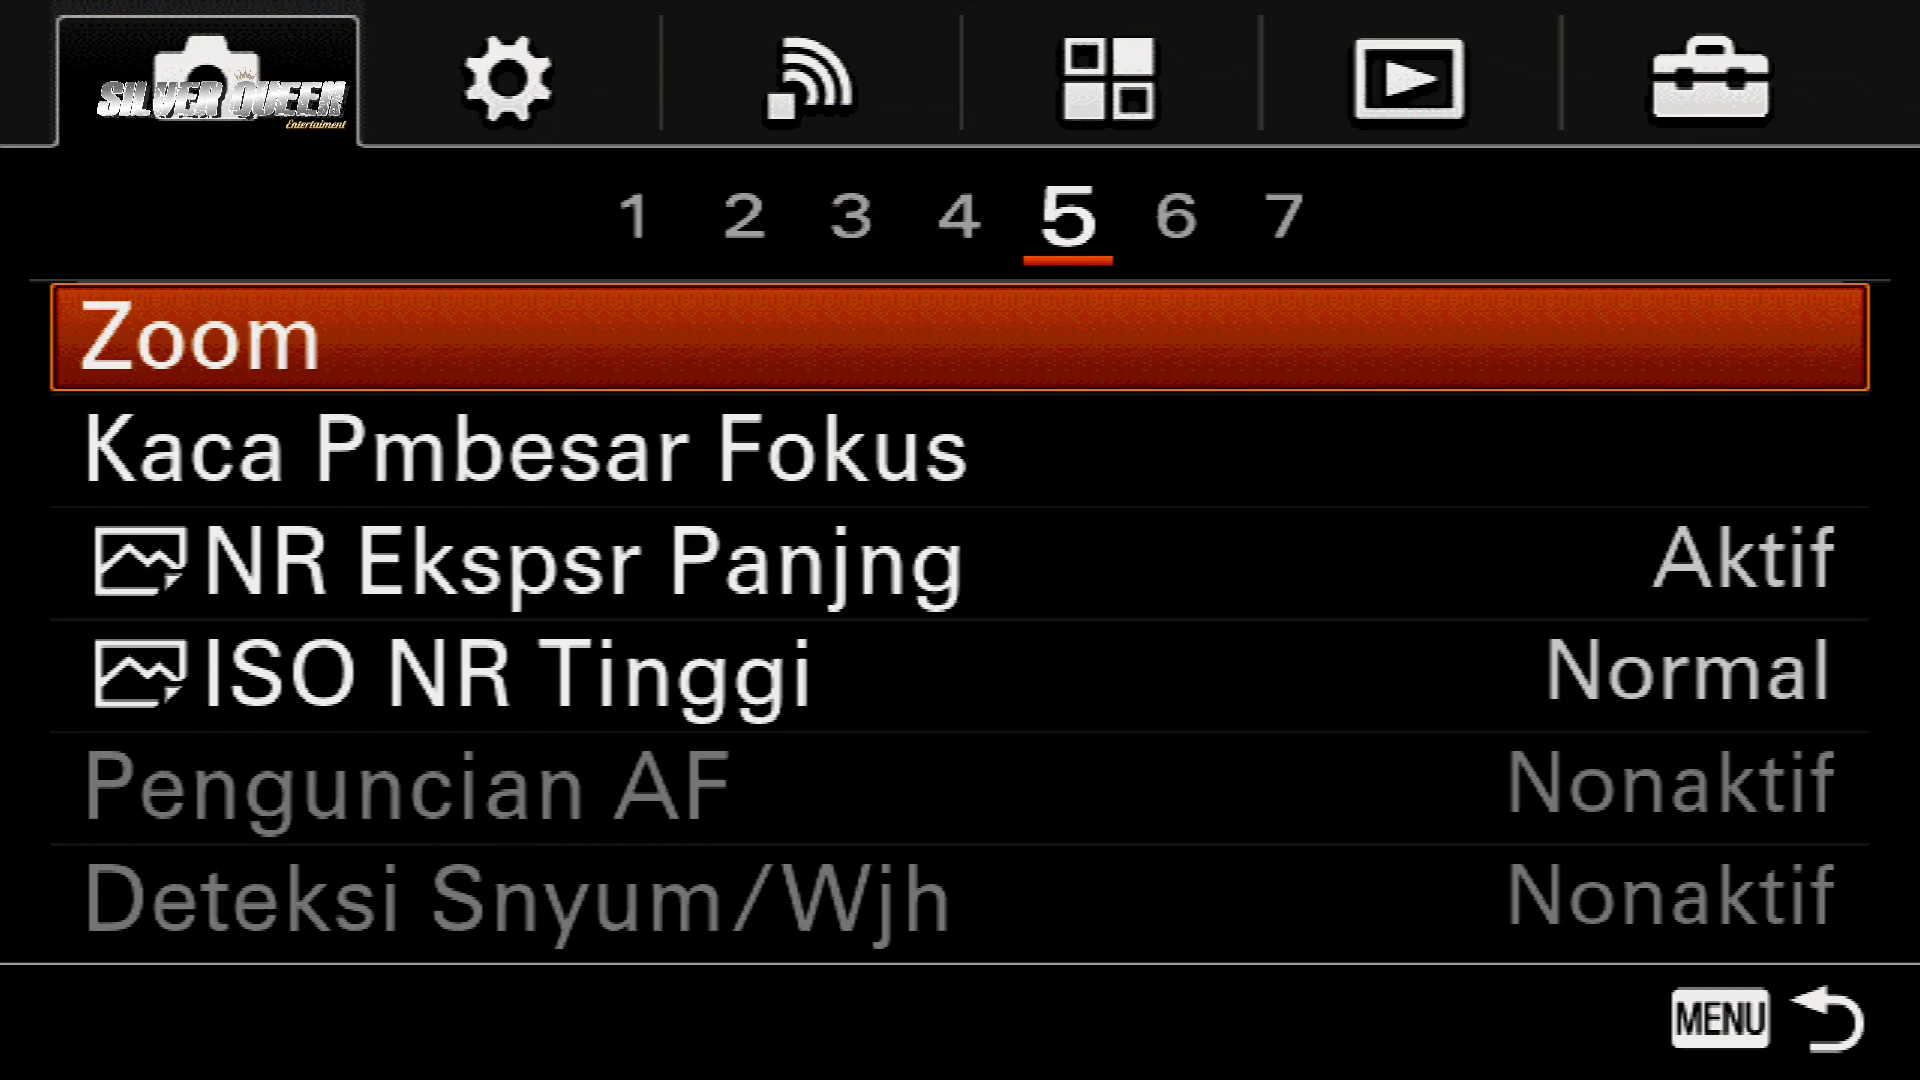 SILVER QUEEN
Entertaiment
1 2 3 4 5 6 7
Zoom
Kaca Pmbesar Fokus
NR Ekspsr Panjng Aktif
ISO NR Tinggi Normal
Penguncian AF Nonaktif
Deteksi Snyum/Wjh Nonaktif
MENU